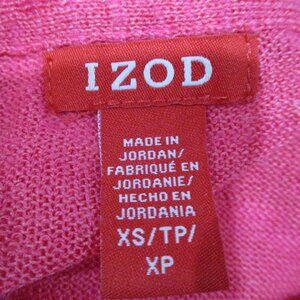 IZOD
MADE IN
JORDAN/
FABRIQUÉ EN
JORDANIE/
HECHO EN
JORDANIA
XS/TP/
XP